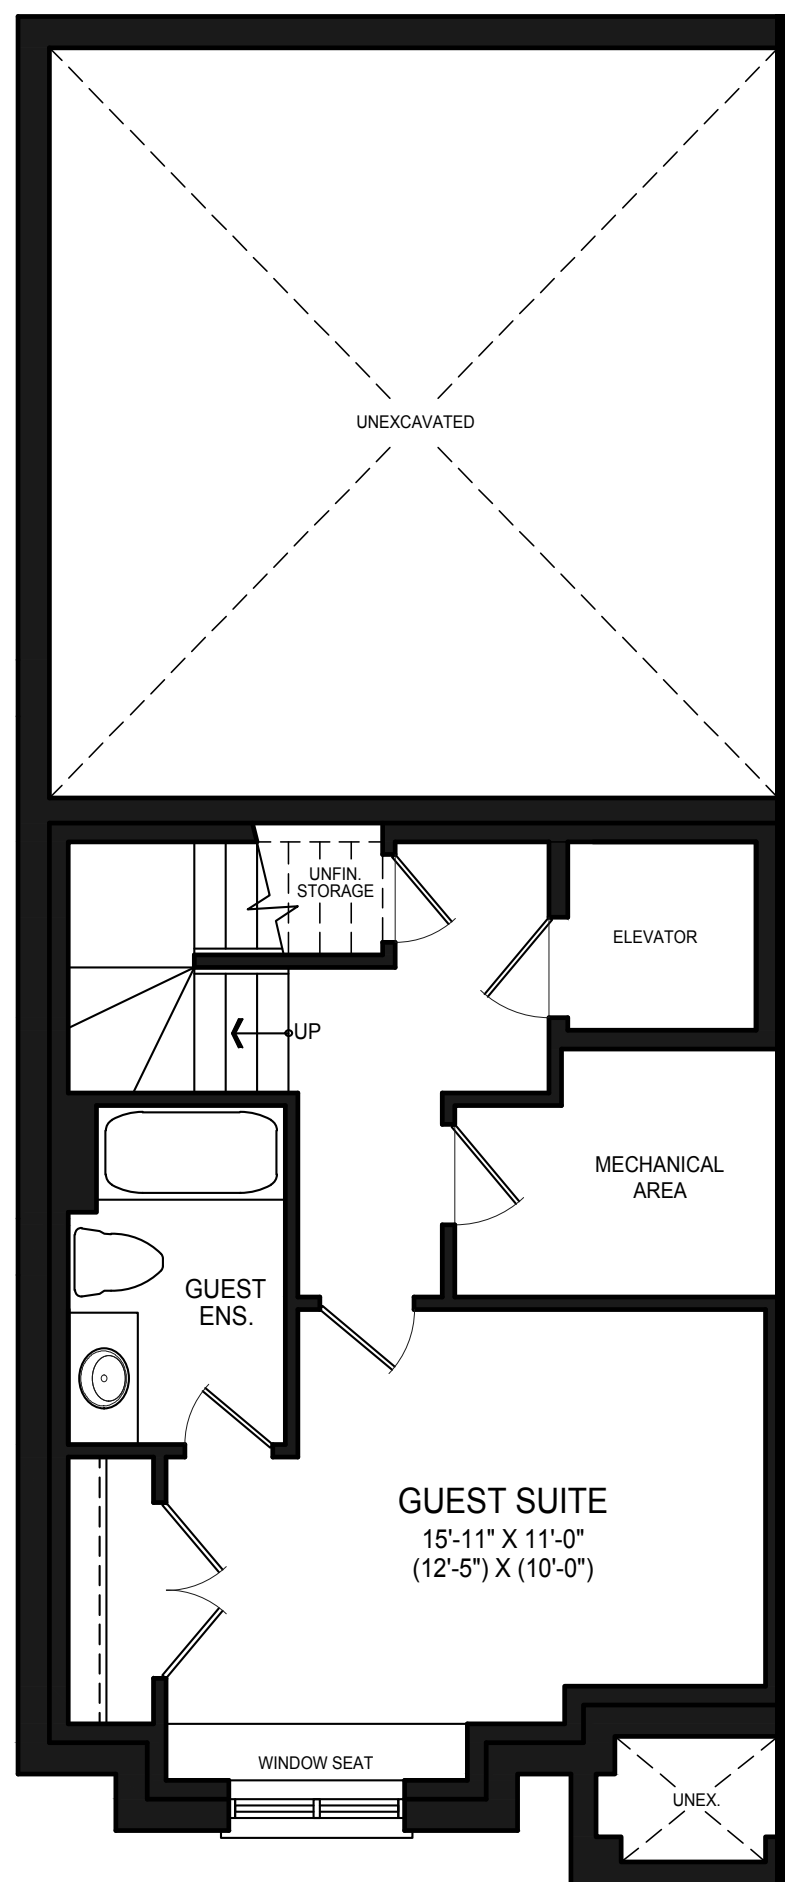 UNEXCAVATED
UNFIN.
STORAGE
ELEVATOR
UP
MECHANICAL
AREA
GUEST
ENS.
GUEST SUITE
15'-11" X 11'-0"
(12'-5") X (10'-0")
WINDOW SEAT
UNEX.